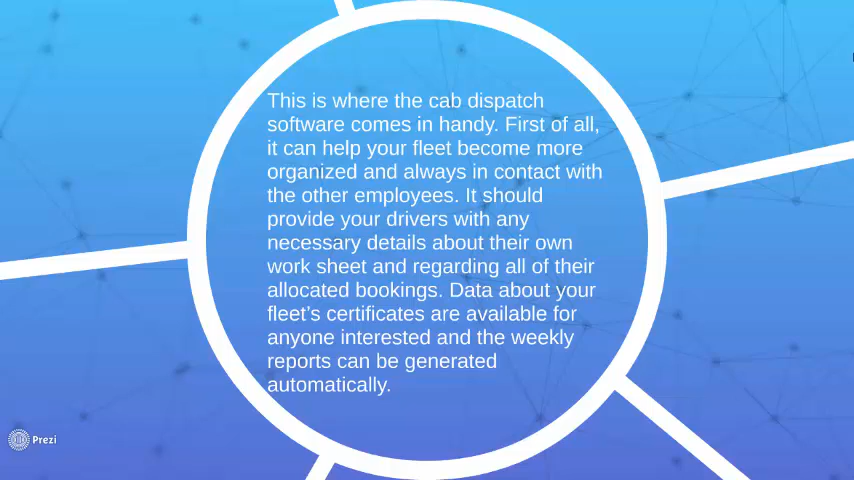 This is where the cab dispatch
software comes in handy. First of all,
it can help your fleet become more
organized and always in contact with
the other employees. It should
provide your drivers with any
necessary details about their own
work sheet and regarding all of their
allocated bookings. Data about your
fleet's certificates are available for
anyone interested and the weekly
reports can be generated
automatically.
Prezi